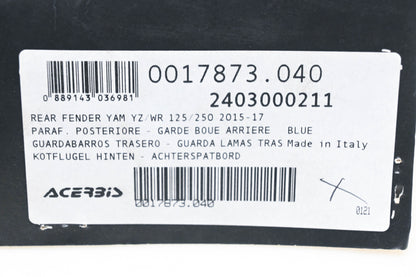 0017873.040
0 889143 036981
2403000211
REAR FENDER YAM YZ/WR 125/250 2015-17
PARAF. POSTERIORE - GARDE BOUE ARRIERE BLUE
GUARDABARROS TRASERO - GUARDA LAMAS TRAS Made in Italy
KOTFLUGEL HINTEN - ACHTERSPATBORD
ACERBIS
0017873.040
0121